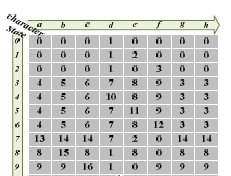 character
State
a b c d e f g h
0 0 0 0 1 0 0 0 0
1 0 0 0 1 2 0 0 0
2 0 0 0 1 0 3 0 0
3 4 5 6 7 8 9 3 3
4 4 5 6 10 8 9 3 3
5 4 5 6 7 11 9 3 3
6 4 5 6 7 8 12 3 3
7 13 14 14 7 2 0 14 14
8 8 15 8 1 8 0 8 8
9 9 9 16 1 0 9 9 9